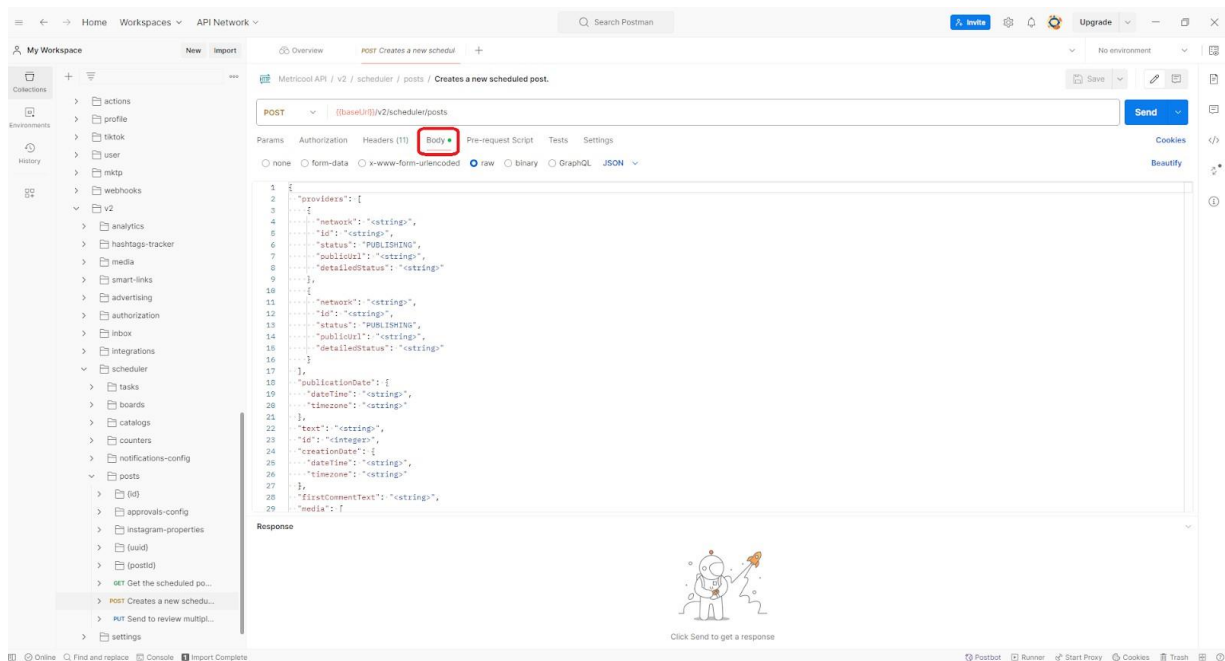 Home Workspaces API Network Search Postman Invite Upgrade
My Workspace New Import Overview POST Creates a new schedul No environment
Collections
Environments
History
actions
profile
tiktok
user
mktp
webhooks
v2
analytics
hashtags-tracker
media
smart-links
advertising
authorization
inbox
integrations
scheduler
tasks
boards
catalogs
counters
notifications-config
posts
{id}
approvals-config
instagram-properties
{uuid}
{postId}
GET Get the scheduled po...
POST Creates a new schedu...
PUT Send to review multipl...
settings
HTTP Metricool API / v2 / scheduler / posts / Creates a new scheduled post. Save
POST {{baseUrl}}/v2/scheduler/posts Send
Params Authorization Headers (11) Body Pre-request Script Tests Settings Cookies
none form-data x-www-form-urlencoded raw binary GraphQL JSON Beautify
1 {
2 "providers": [
3 {
4 "network": "<string>",
5 "id": "<string>",
6 "status": "PUBLISHING",
7 "publicUrl": "<string>",
8 "detailedStatus": "<string>"
9 },
10 {
11 "network": "<string>",
12 "id": "<string>",
13 "status": "PUBLISHING",
14 "publicUrl": "<string>",
15 "detailedStatus": "<string>"
16 }
17 ],
18 "publicationDate": {
19 "dateTime": "<string>",
20 "timezone": "<string>"
21 },
22 "text": "<string>",
23 "id": "<integer>",
24 "creationDate": {
25 "dateTime": "<string>",
26 "timezone": "<string>"
27 },
28 "firstCommentText": "<string>",
29 "media": [
Response
Click Send to get a response
Online Find and replace Console Import Complete Postbot Runner Start Proxy Cookies Trash